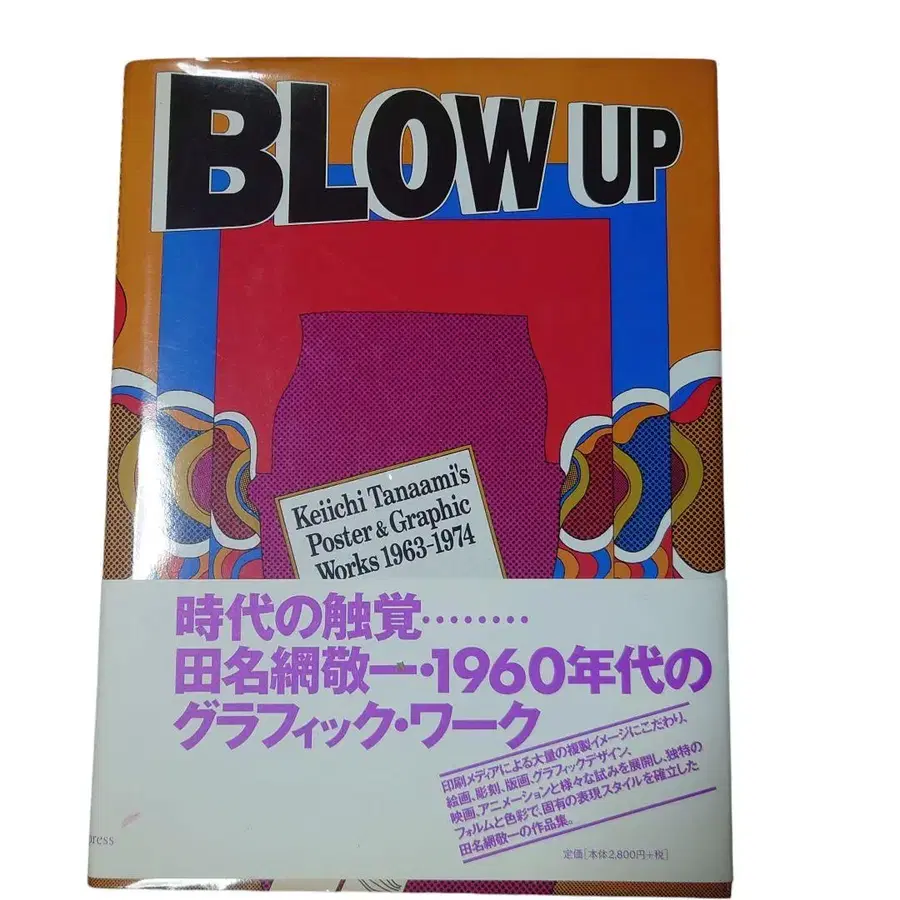 BLOW UP
Keiichi Tanaami's
Poster & Graphic
Works 1963-1974
時代の触覚………
田名網敬一・1960年代の
グラフィック・ワーク
印刷メディアによる大量の複製イメージにこだわり、
絵画、彫刻、版画、グラフィックデザイン、
映画、アニメーションと様々な試みを展開し、独特の
フォルムと色彩で、固有の表現スタイルを確立した
田名網敬一の作品集。
定価[本体2,800円+税]
press